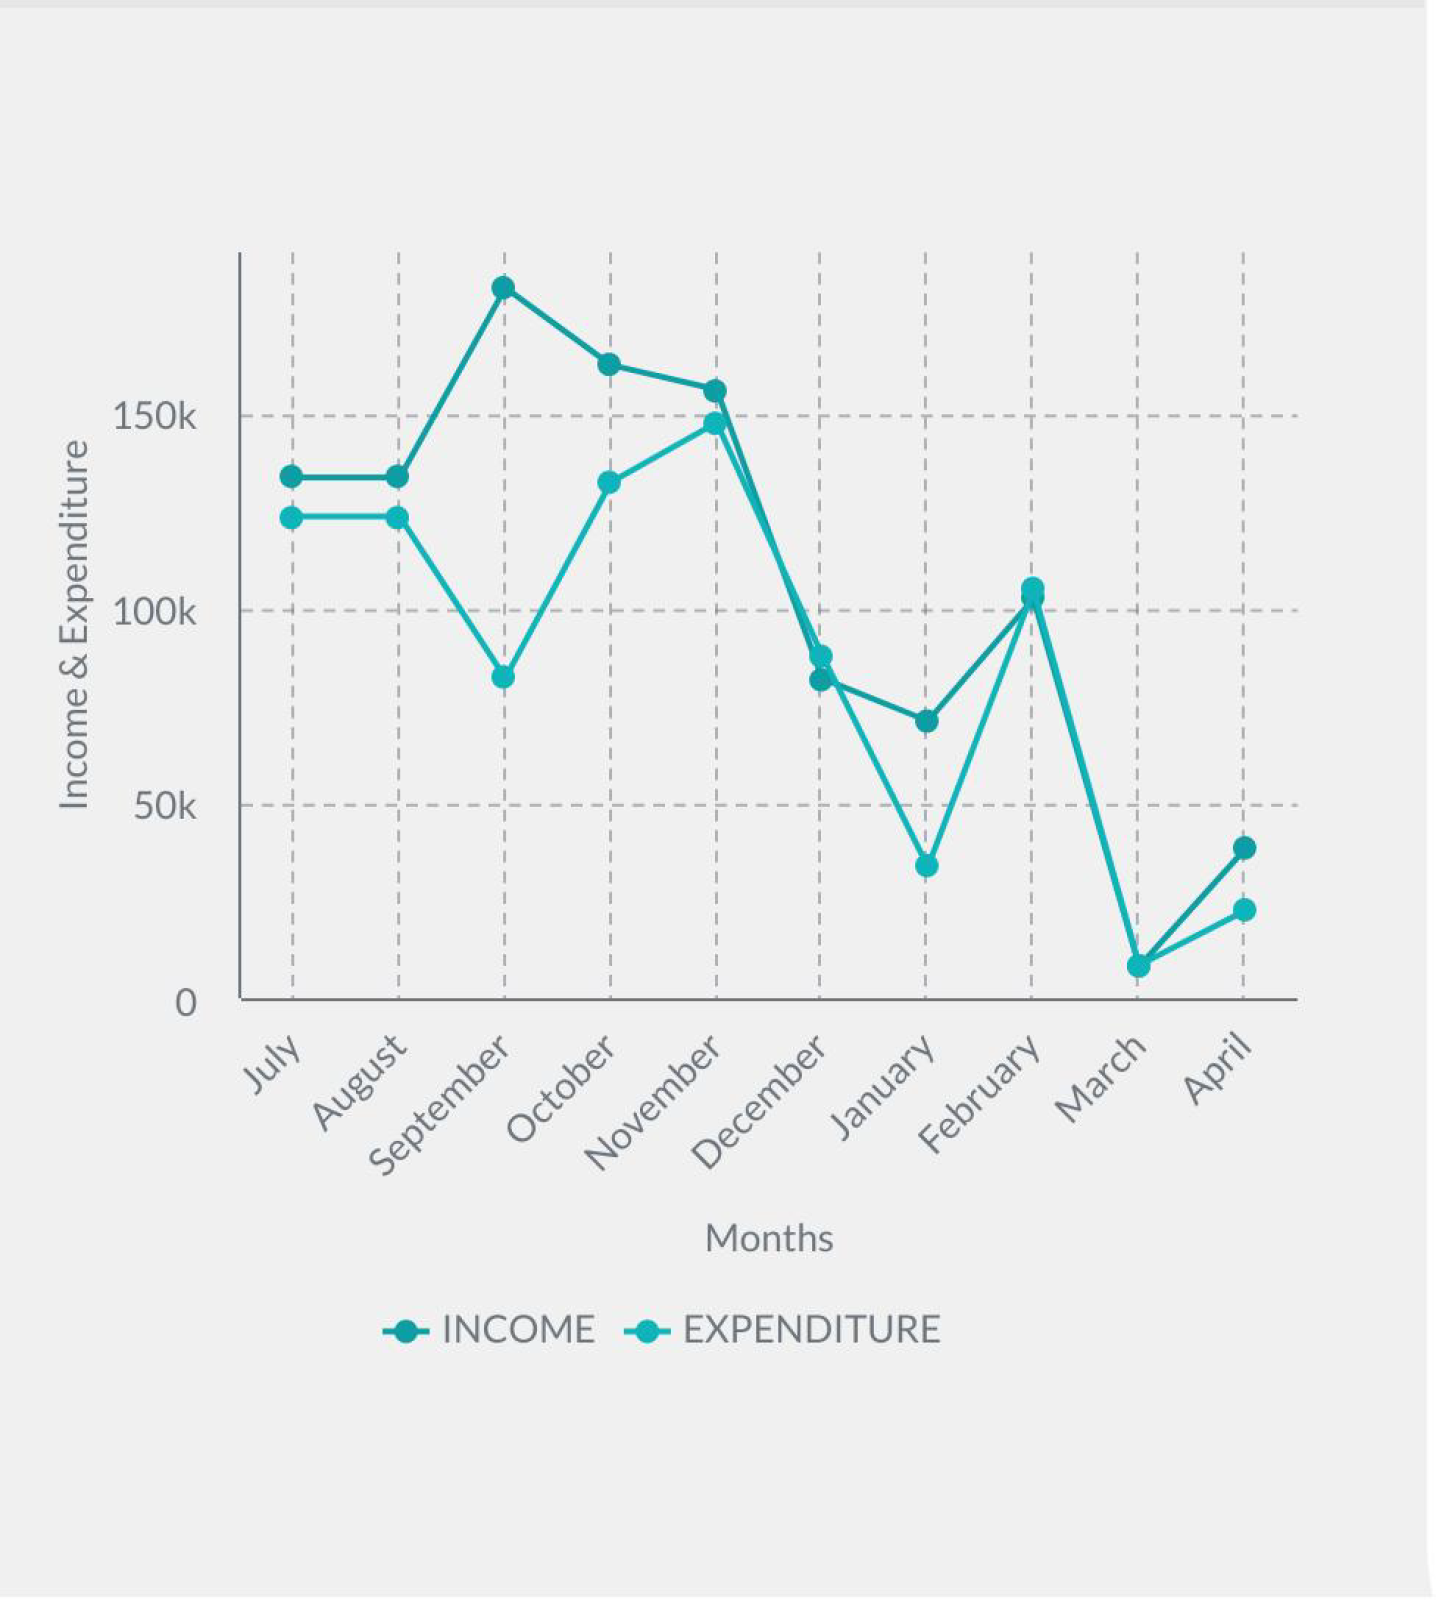 Income & Expenditure
150k
100k
50k
0
July
August
September
October
November
December
January
February
March
April
Months
INCOME
EXPENDITURE